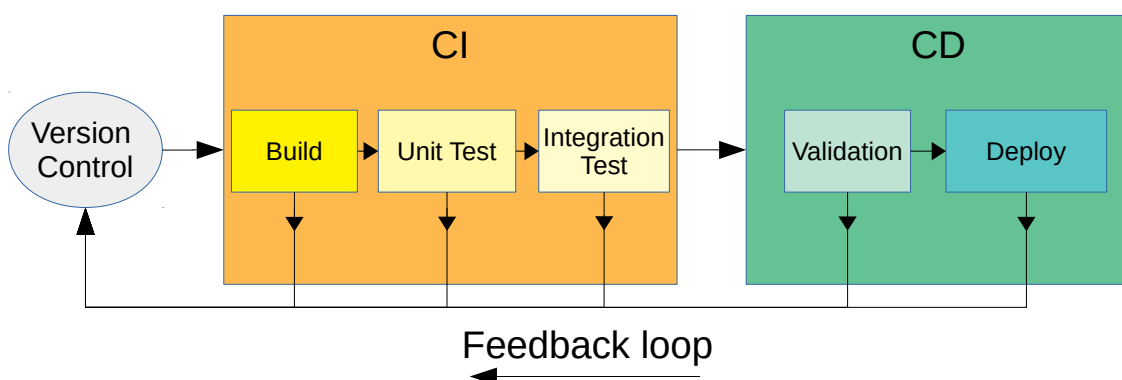 CI
CD
Version
Control
Build
Unit Test
Integration
Test
Validation
Deploy
Feedback loop